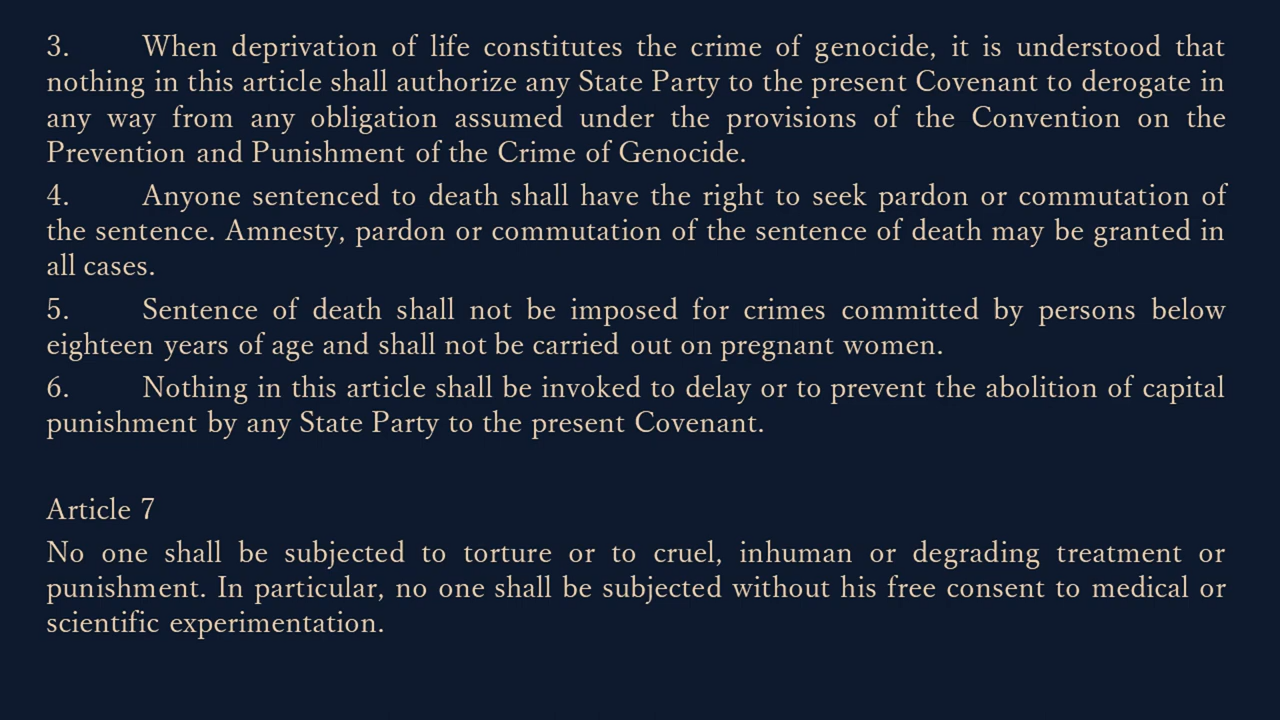 3. When deprivation of life constitutes the crime of genocide, it is understood that
nothing in this article shall authorize any State Party to the present Covenant to derogate in
any way from any obligation assumed under the provisions of the Convention on the
Prevention and Punishment of the Crime of Genocide.
4. Anyone sentenced to death shall have the right to seek pardon or commutation of
the sentence. Amnesty, pardon or commutation of the sentence of death may be granted in
all cases.
5. Sentence of death shall not be imposed for crimes committed by persons below
eighteen years of age and shall not be carried out on pregnant women.
6. Nothing in this article shall be invoked to delay or to prevent the abolition of capital
punishment by any State Party to the present Covenant.
Article 7
No one shall be subjected to torture or to cruel, inhuman or degrading treatment or
punishment. In particular, no one shall be subjected without his free consent to medical or
scientific experimentation.